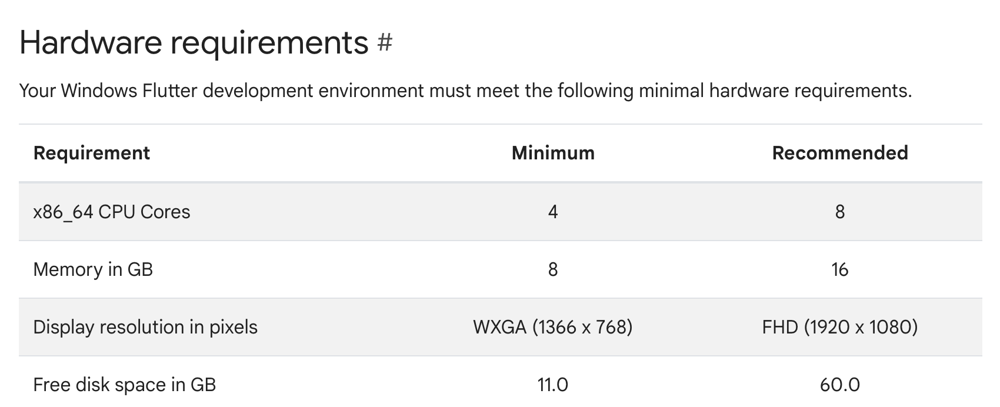 Hardware requirements #
Your Windows Flutter development environment must meet the following minimal hardware requirements.
Requirement Minimum Recommended
x86_64 CPU Cores 4 8
Memory in GB 8 16
Display resolution in pixels WXGA (1366 x 768) FHD (1920 x 1080)
Free disk space in GB 11.0 60.0